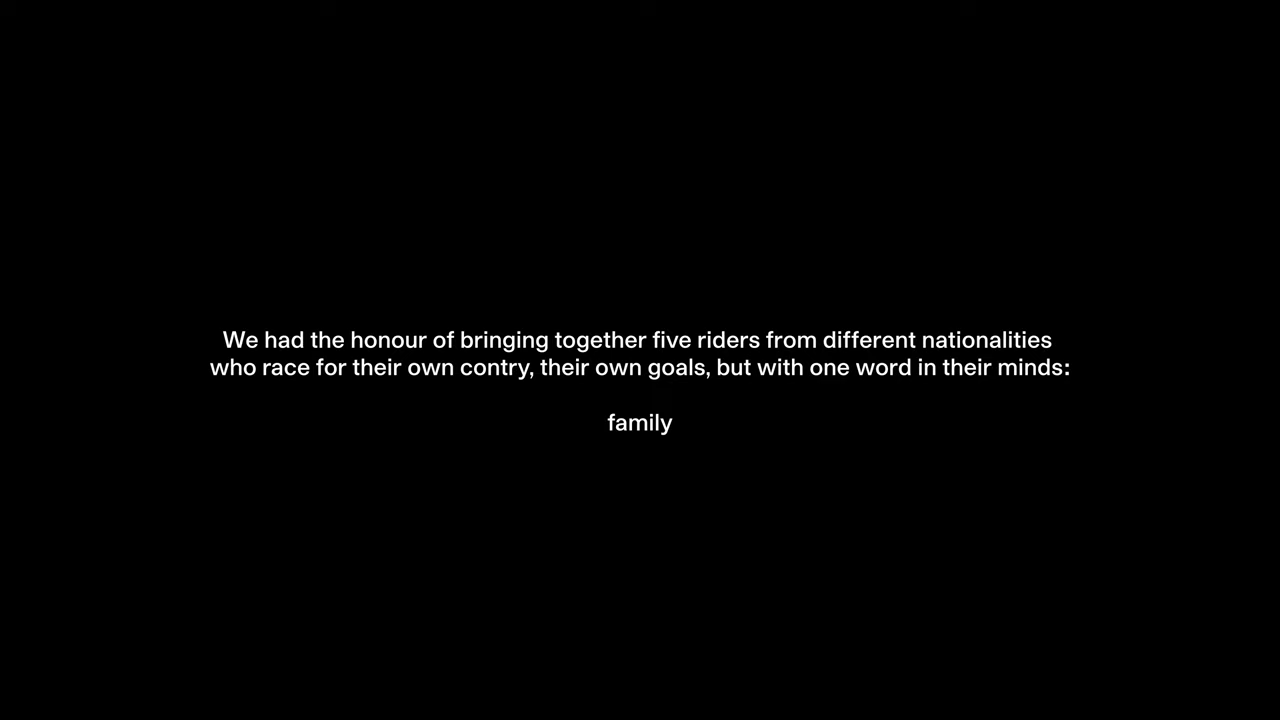 We had the honour of bringing together five riders from different nationalities
who race for their own contry, their own goals, but with one word in their minds:
family